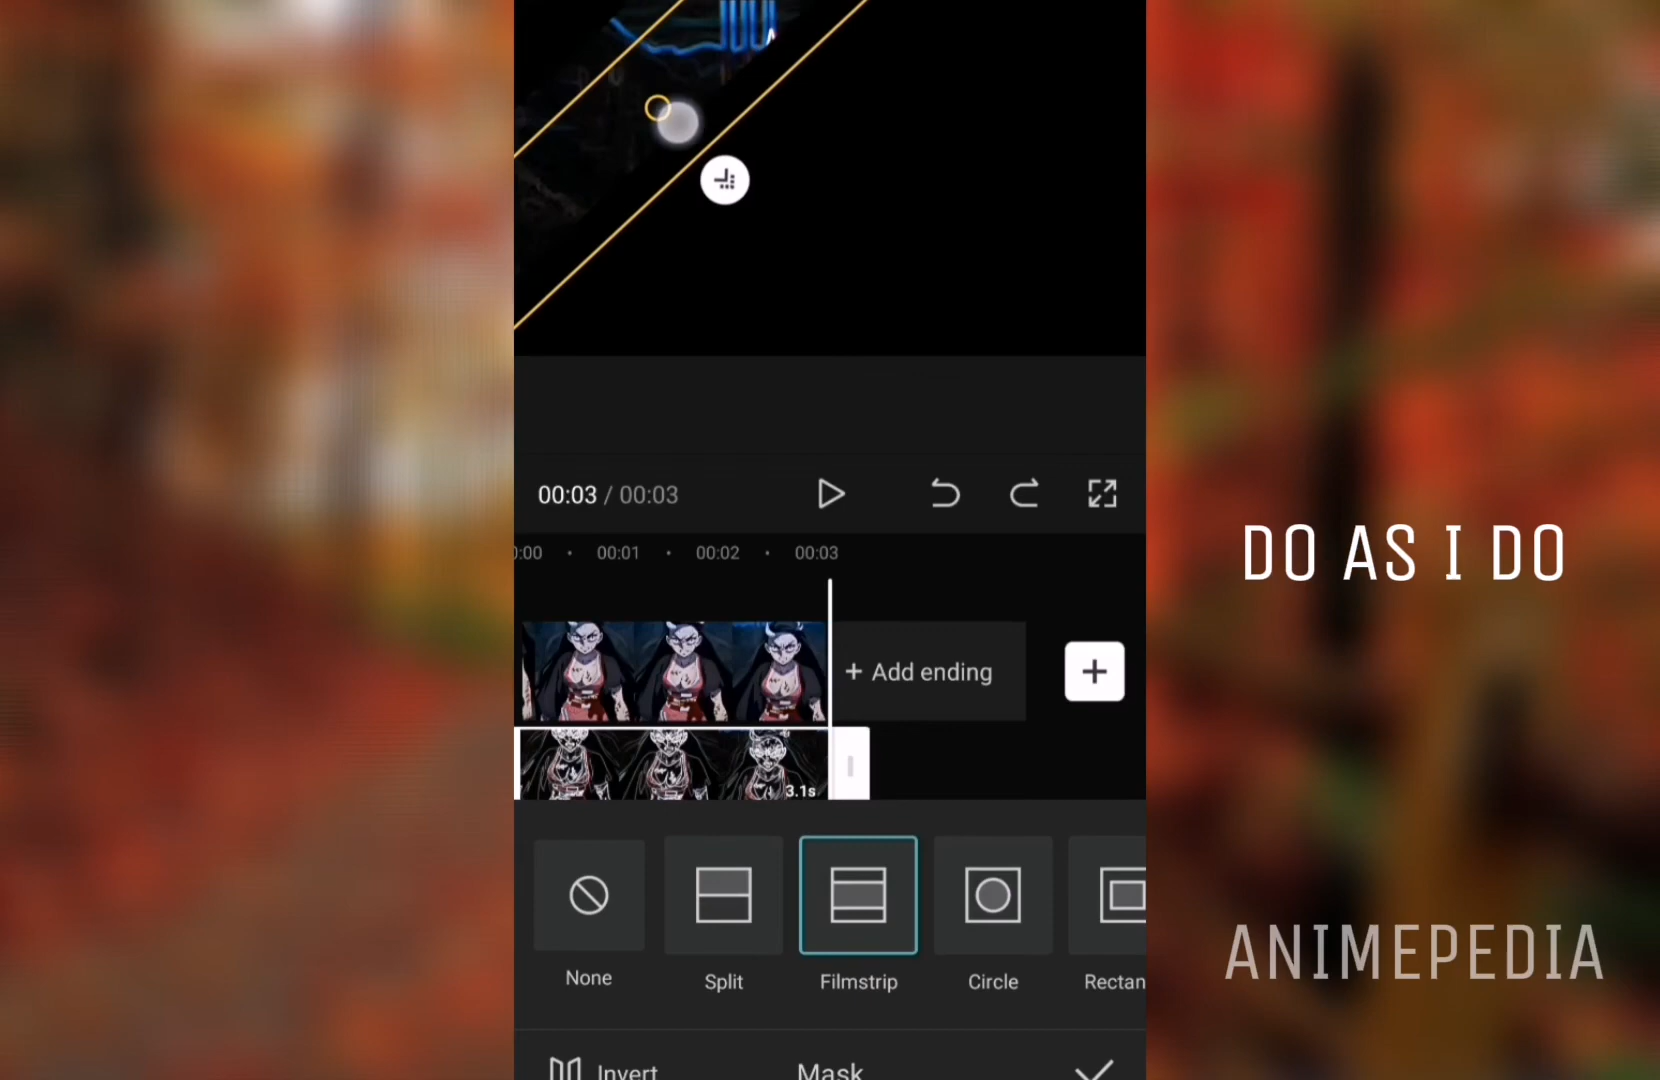 00:03 / 00:03
0:00 00:01 00:02 00:03
+ Add ending
3.1s
None Split Filmstrip Circle Rectan
Invert Mask
DO AS I DO
ANIMEPEDIA